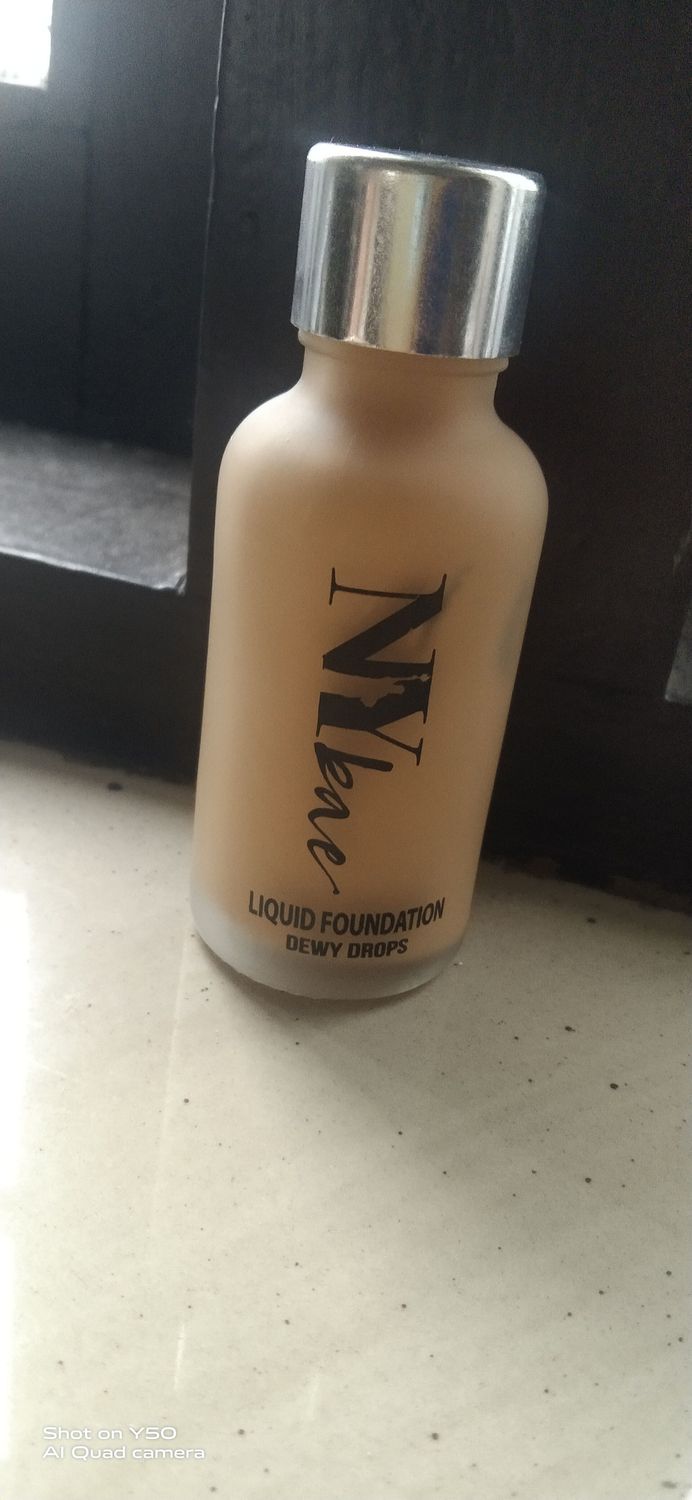 NYbae
LIQUID FOUNDATION
DEWY DROPS
Shot on Y50
AI Quad camera